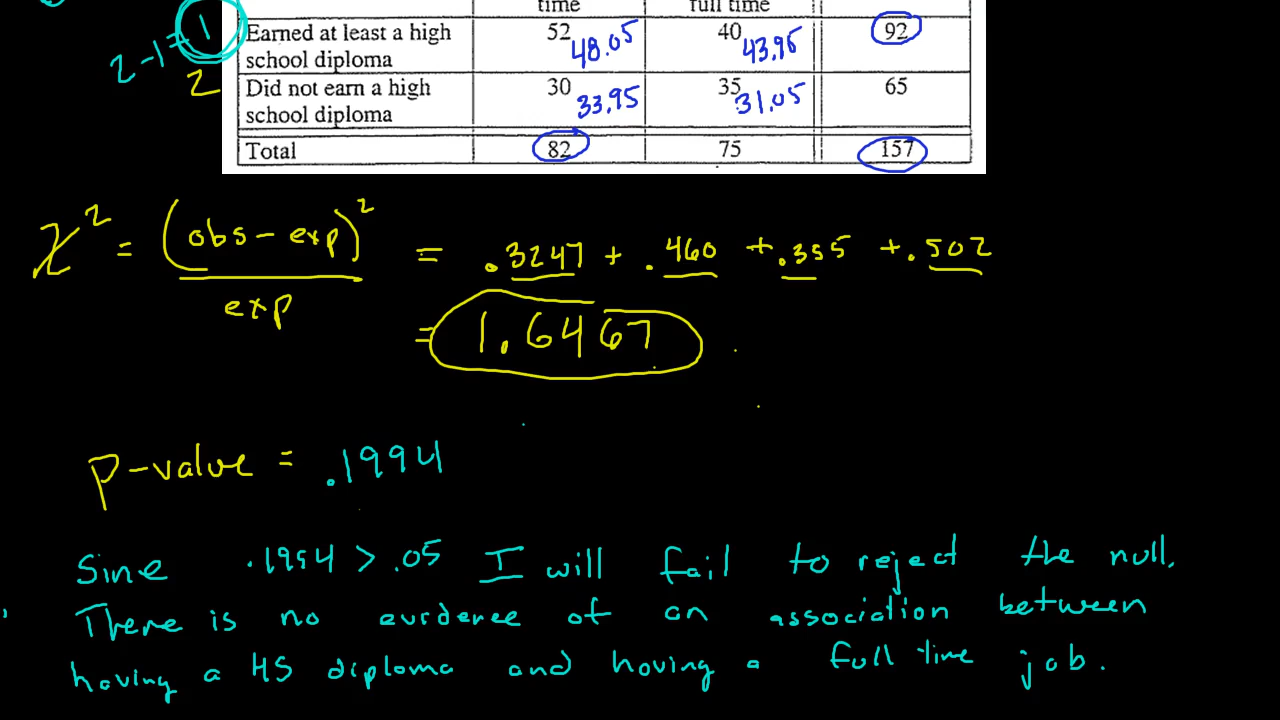 time full time
2-1=1
2
Earned at least a high school diploma 52 48.05 40 43.95 92
Did not earn a high school diploma 30 33.95 35 31.05 65
Total 82 75 157
χ² = (obs - exp)² / exp = .3247 + .460 + .355 + .502
= 1.6467
p-value = .1994
Sine .1994 > .05 I will fail to reject the null.
There is no evidence of an association between
having a HS diploma and having a full time job.